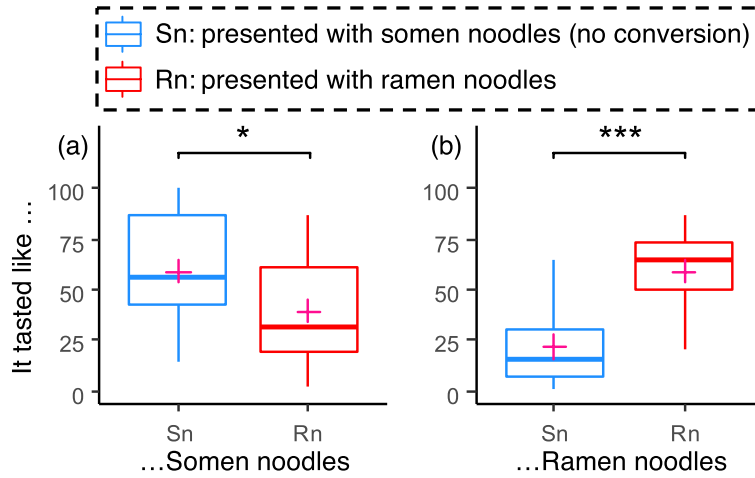 Sn: presented with somen noodles (no conversion)
Rn: presented with ramen noodles
(a)
*
It tasted like ...
100
75
50
25
0
Sn
Rn
...Somen noodles
(b)
***
100
75
50
25
0
Sn
Rn
...Ramen noodles